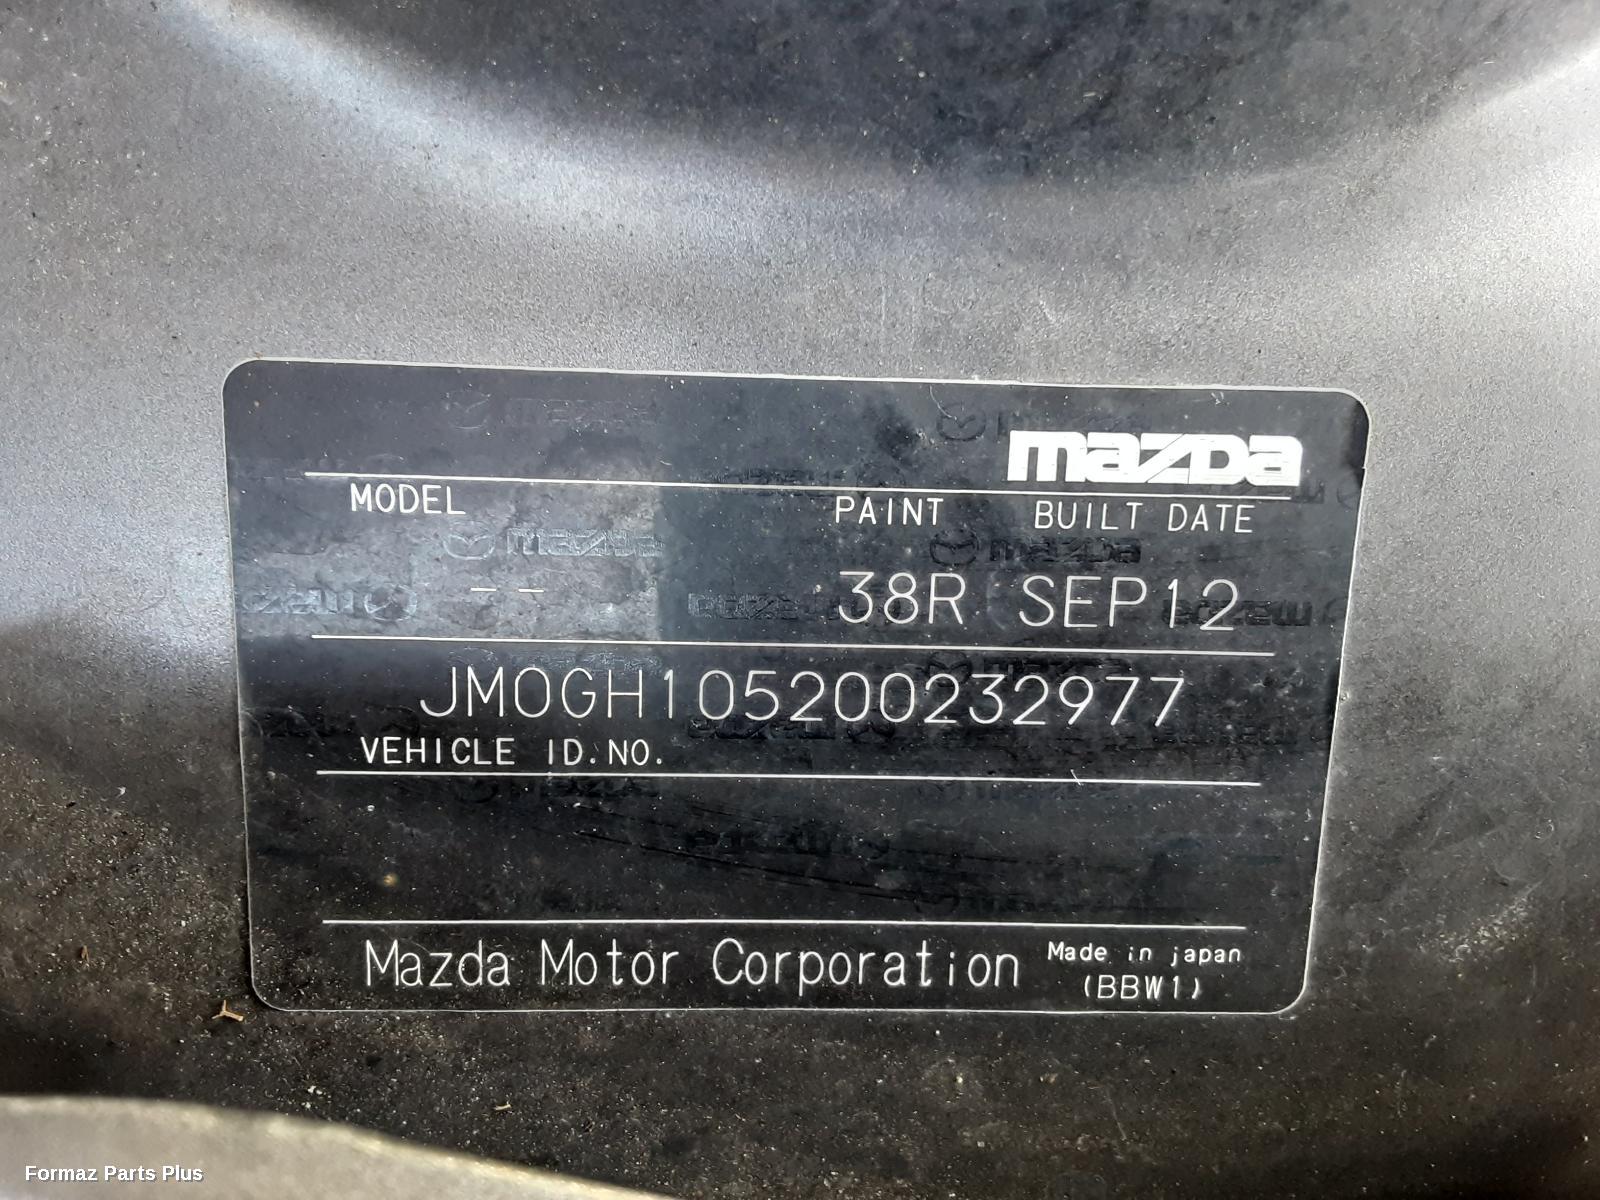 mazda
MODEL PAINT BUILT DATE
-- 38R SEP12
JM0GH105200232977
VEHICLE ID.NO.
Mazda Motor Corporation Made in japan
(BBW1)
Formaz Parts Plus